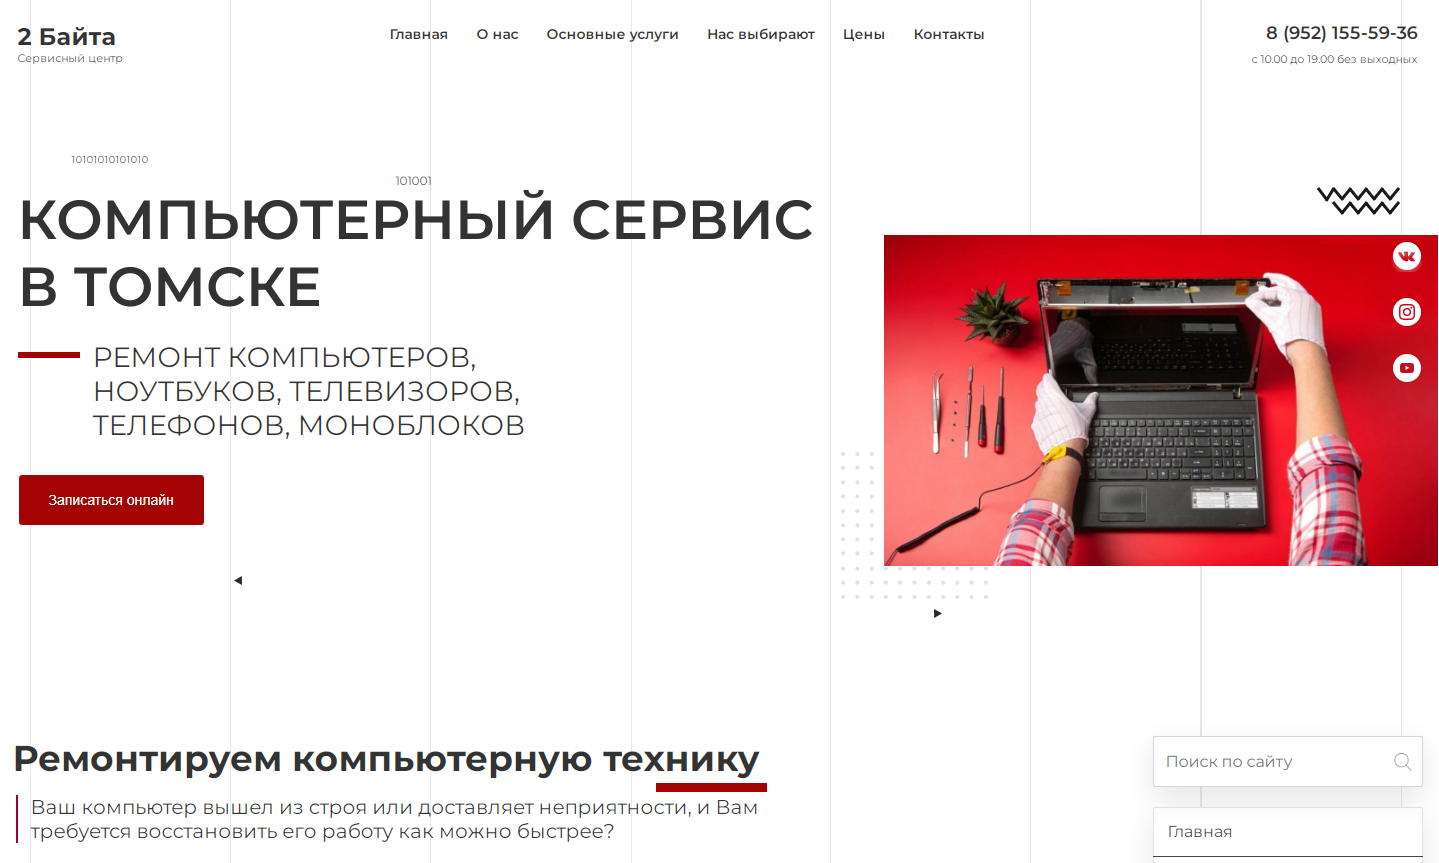 2 Байта
Сервисный центр
Главная
О нас
Основные услуги
Нас выбирают
Цены
Контакты
8 (952) 155-59-36
с 10.00 до 19.00 без выходных
10101010101010
101001
КОМПЬЮТЕРНЫЙ СЕРВИС
В ТОМСКЕ
РЕМОНТ КОМПЬЮТЕРОВ,
НОУТБУКОВ, ТЕЛЕВИЗОРОВ,
ТЕЛЕФОНОВ, МОНОБЛОКОВ
Записаться онлайн
Ремонтируем компьютерную технику
Ваш компьютер вышел из строя или доставляет неприятности, и Вам
требуется восстановить его работу как можно быстрее?
Поиск по сайту
Главная